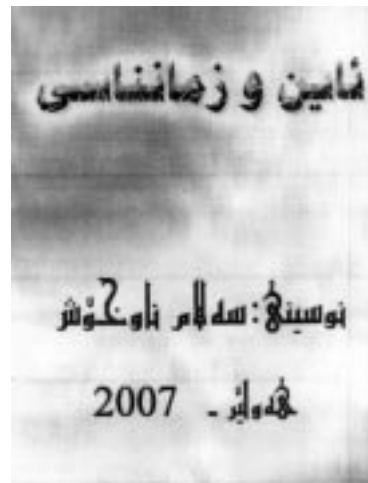 ئاین و زمانناسی
نوسینی: سەلام ناوخۆش
هەولێر - 2007